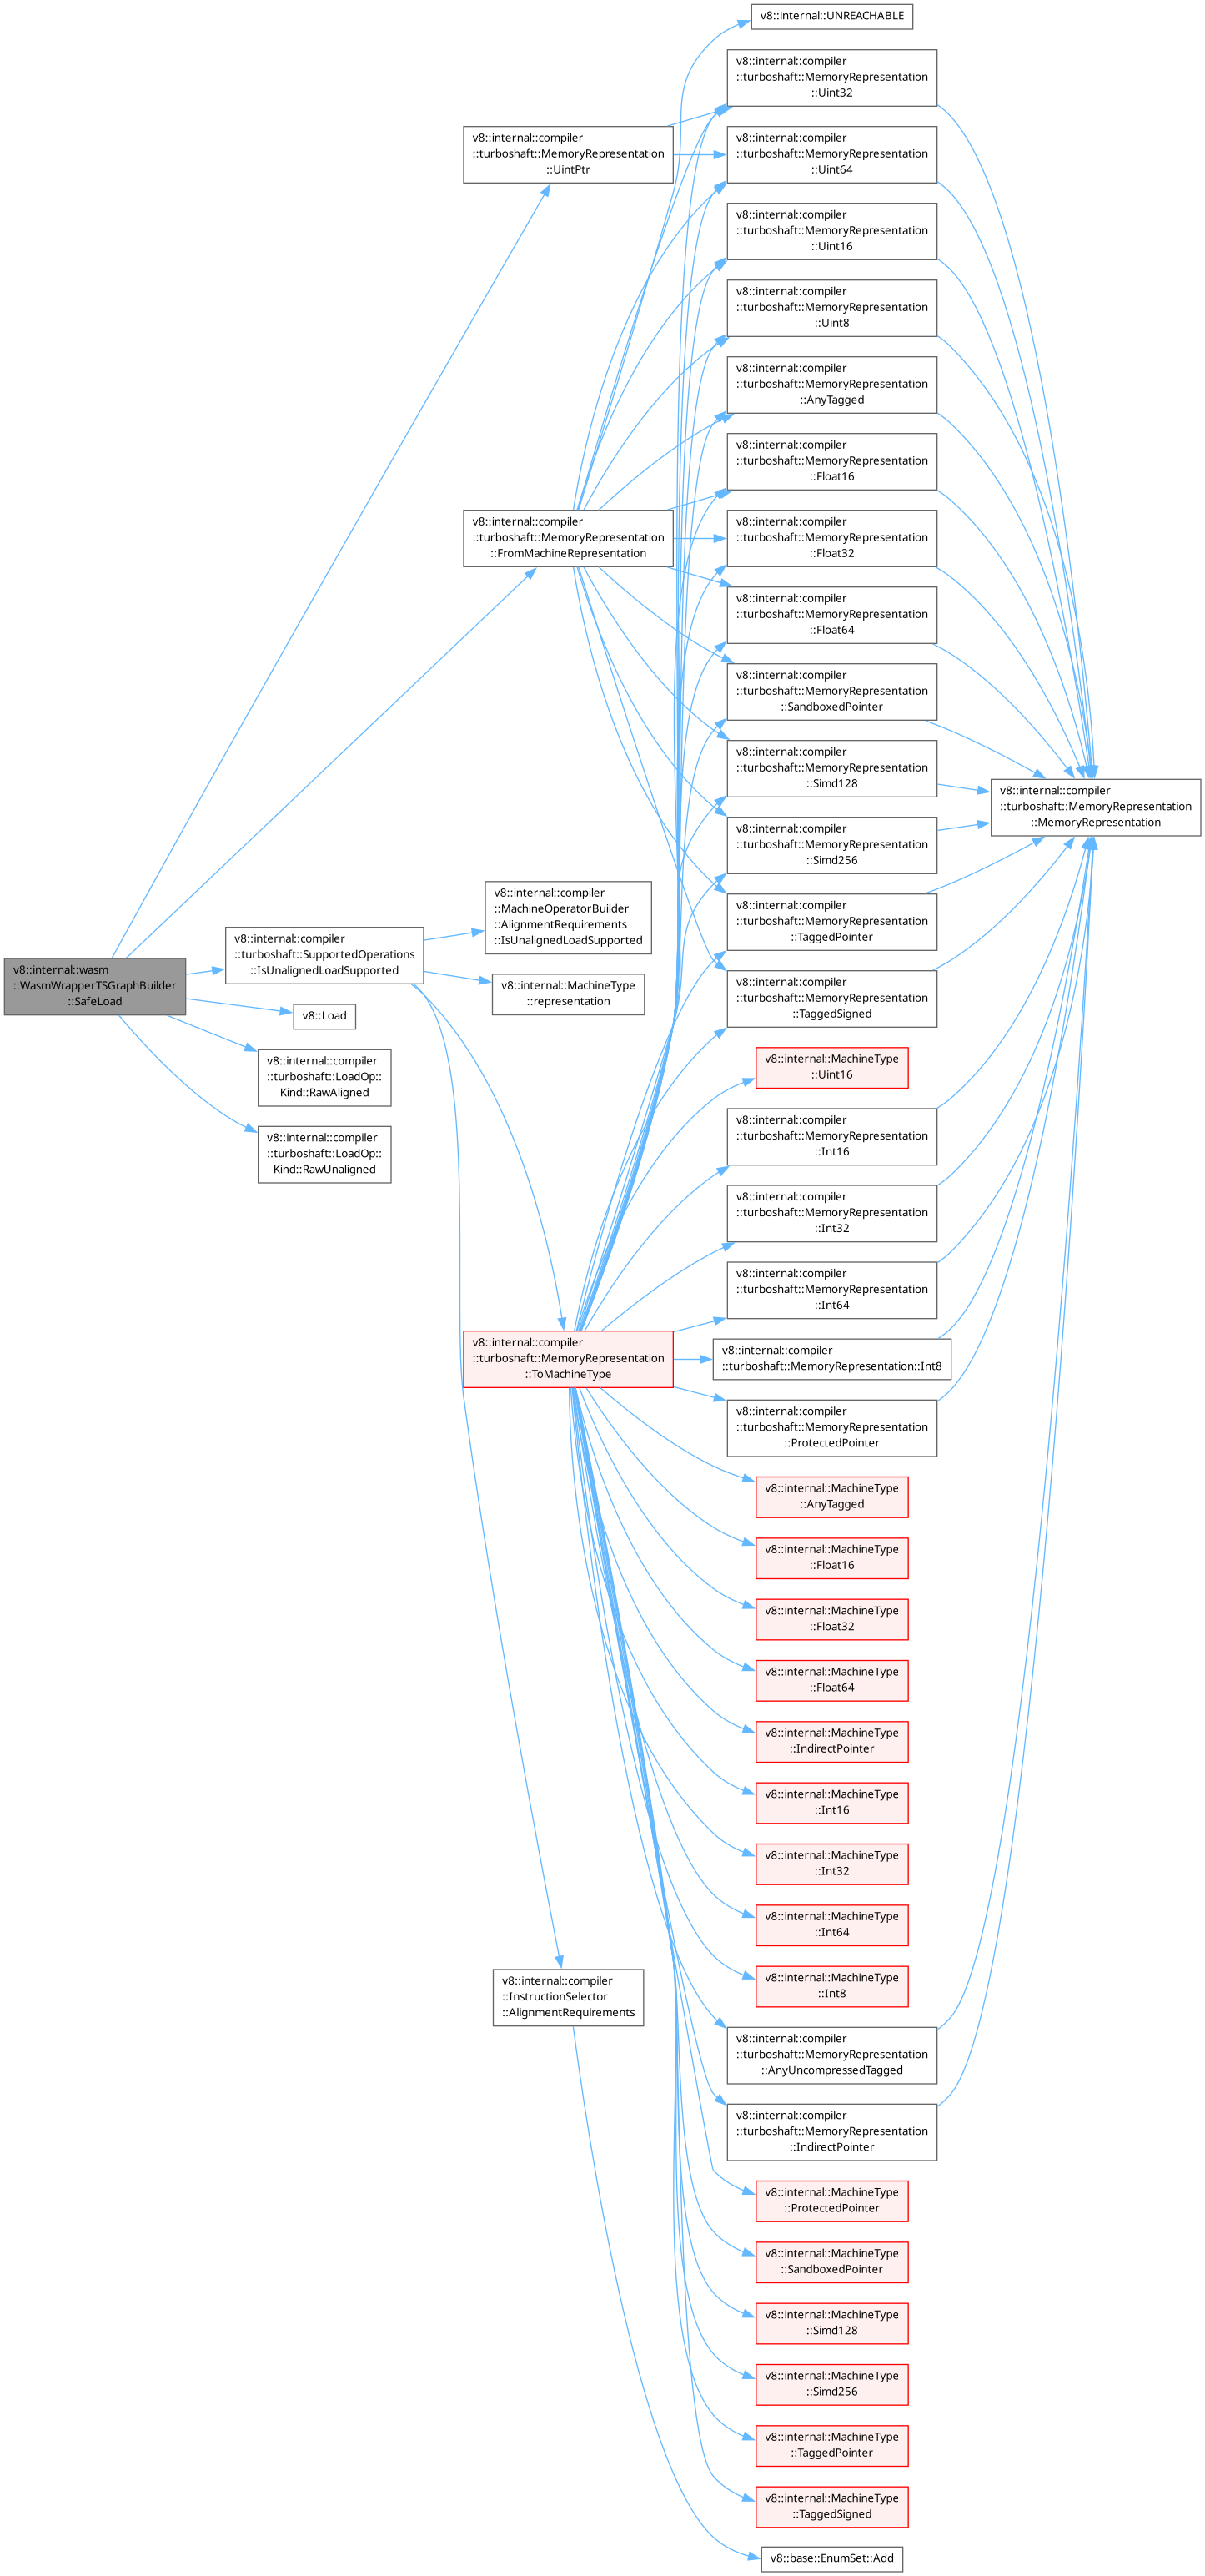 v8::internal::wasm
::WasmWrapperTSGraphBuilder
::SafeLoad
v8::internal::compiler
::turboshaft::SupportedOperations
::IsUnalignedLoadSupported
v8::Load
v8::internal::compiler
::turboshaft::LoadOp::
Kind::RawAligned
v8::internal::compiler
::turboshaft::LoadOp::
Kind::RawUnaligned
v8::internal::compiler
::turboshaft::MemoryRepresentation
::UintPtr
v8::internal::compiler
::turboshaft::MemoryRepresentation
::FromMachineRepresentation
v8::internal::compiler
::MachineOperatorBuilder
::AlignmentRequirements
::IsUnalignedLoadSupported
v8::internal::MachineType
::representation
v8::internal::compiler
::turboshaft::MemoryRepresentation
::ToMachineType
v8::internal::compiler
::InstructionSelector
::AlignmentRequirements
v8::internal::UNREACHABLE
v8::internal::compiler
::turboshaft::MemoryRepresentation
::Uint32
v8::internal::compiler
::turboshaft::MemoryRepresentation
::Uint64
v8::internal::compiler
::turboshaft::MemoryRepresentation
::Uint16
v8::internal::compiler
::turboshaft::MemoryRepresentation
::Uint8
v8::internal::compiler
::turboshaft::MemoryRepresentation
::AnyTagged
v8::internal::compiler
::turboshaft::MemoryRepresentation
::Float16
v8::internal::compiler
::turboshaft::MemoryRepresentation
::Float32
v8::internal::compiler
::turboshaft::MemoryRepresentation
::Float64
v8::internal::compiler
::turboshaft::MemoryRepresentation
::SandboxedPointer
v8::internal::compiler
::turboshaft::MemoryRepresentation
::Simd128
v8::internal::compiler
::turboshaft::MemoryRepresentation
::Simd256
v8::internal::compiler
::turboshaft::MemoryRepresentation
::TaggedPointer
v8::internal::compiler
::turboshaft::MemoryRepresentation
::TaggedSigned
v8::internal::MachineType
::Uint16
v8::internal::compiler
::turboshaft::MemoryRepresentation
::Int16
v8::internal::compiler
::turboshaft::MemoryRepresentation
::Int32
v8::internal::compiler
::turboshaft::MemoryRepresentation
::Int64
v8::internal::compiler
::turboshaft::MemoryRepresentation::Int8
v8::internal::compiler
::turboshaft::MemoryRepresentation
::ProtectedPointer
v8::internal::MachineType
::AnyTagged
v8::internal::MachineType
::Float16
v8::internal::MachineType
::Float32
v8::internal::MachineType
::Float64
v8::internal::MachineType
::IndirectPointer
v8::internal::MachineType
::Int16
v8::internal::MachineType
::Int32
v8::internal::MachineType
::Int64
v8::internal::MachineType
::Int8
v8::internal::compiler
::turboshaft::MemoryRepresentation
::AnyUncompressedTagged
v8::internal::compiler
::turboshaft::MemoryRepresentation
::IndirectPointer
v8::internal::MachineType
::ProtectedPointer
v8::internal::MachineType
::SandboxedPointer
v8::internal::MachineType
::Simd128
v8::internal::MachineType
::Simd256
v8::internal::MachineType
::TaggedPointer
v8::internal::MachineType
::TaggedSigned
v8::base::EnumSet::Add
v8::internal::compiler
::turboshaft::MemoryRepresentation
::MemoryRepresentation